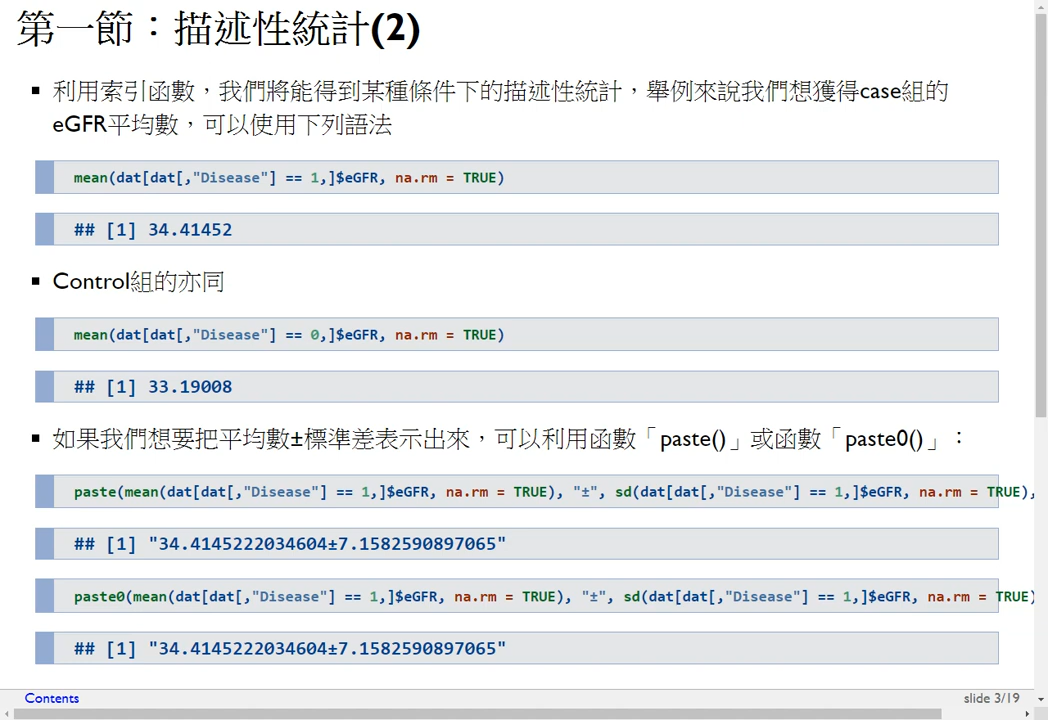 第一節：描述性統計(2)
利用索引函數，我們將能得到某種條件下的描述性統計，舉例來說我們想獲得case組的
eGFR平均數，可以使用下列語法
mean(dat[dat[,"Disease"] == 1,]$eGFR, na.rm = TRUE)
## [1] 34.41452
Control組的亦同
mean(dat[dat[,"Disease"] == 0,]$eGFR, na.rm = TRUE)
## [1] 33.19008
如果我們想要把平均數±標準差表示出來，可以利用函數「paste()」或函數「paste0()」：
paste(mean(dat[dat[,"Disease"] == 1,]$eGFR, na.rm = TRUE), "±", sd(dat[dat[,"Disease"] == 1,]$eGFR, na.rm = TRUE),
## [1] "34.4145222034604±7.1582590897065"
paste0(mean(dat[dat[,"Disease"] == 1,]$eGFR, na.rm = TRUE), "±", sd(dat[dat[,"Disease"] == 1,]$eGFR, na.rm = TRUE)
## [1] "34.4145222034604±7.1582590897065"
Contents
slide 3/19